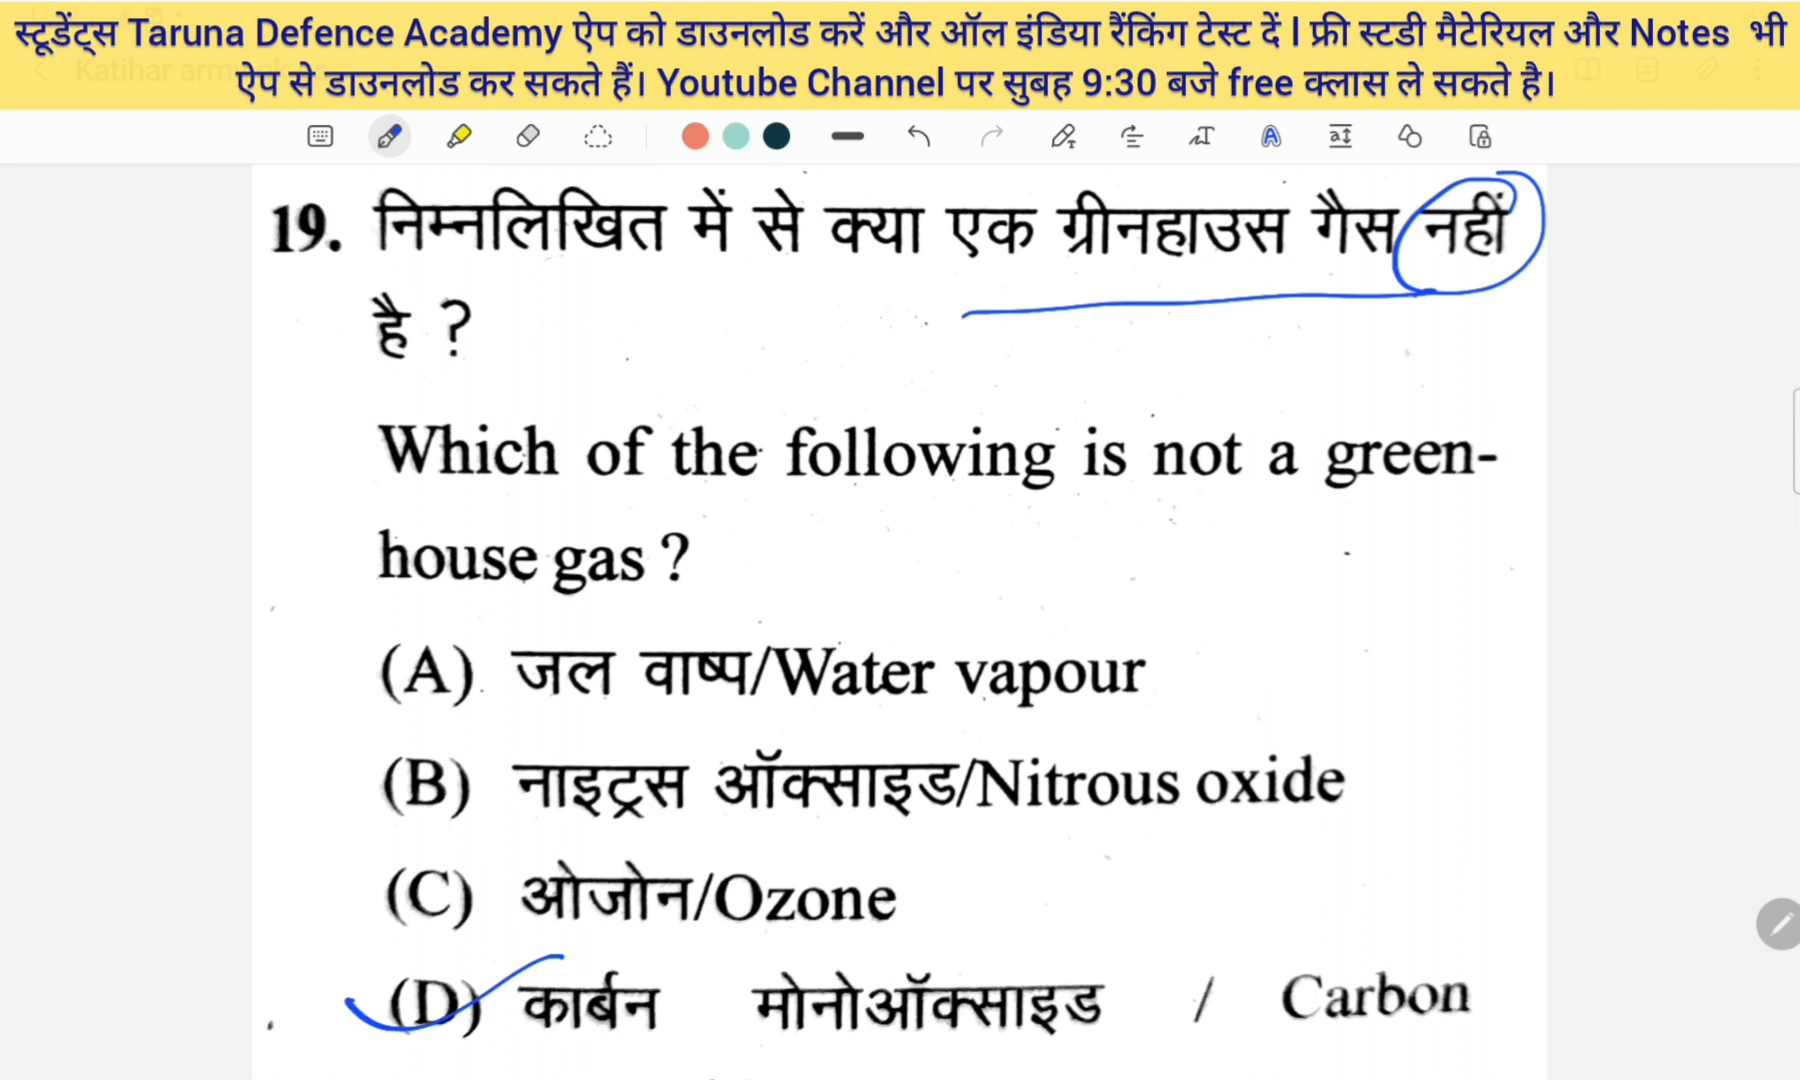 स्टूडेंट्स Taruna Defence Academy ऐप को डाउनलोड करें और ऑल इंडिया रैंकिंग टेस्ट दें l फ्री स्टडी मैटेरियल और Notes भी
ऐप से डाउनलोड कर सकते हैं। Youtube Channel पर सुबह 9:30 बजे free क्लास ले सकते है।
19. निम्नलिखित में से क्या एक ग्रीनहाउस गैस नहीं
है ?
Which of the following is not a green-
house gas ?
(A) जल वाष्प/Water vapour
(B) नाइट्रस ऑक्साइड/Nitrous oxide
(C) ओजोन/Ozone
(D) कार्बन मोनोऑक्साइड / Carbon